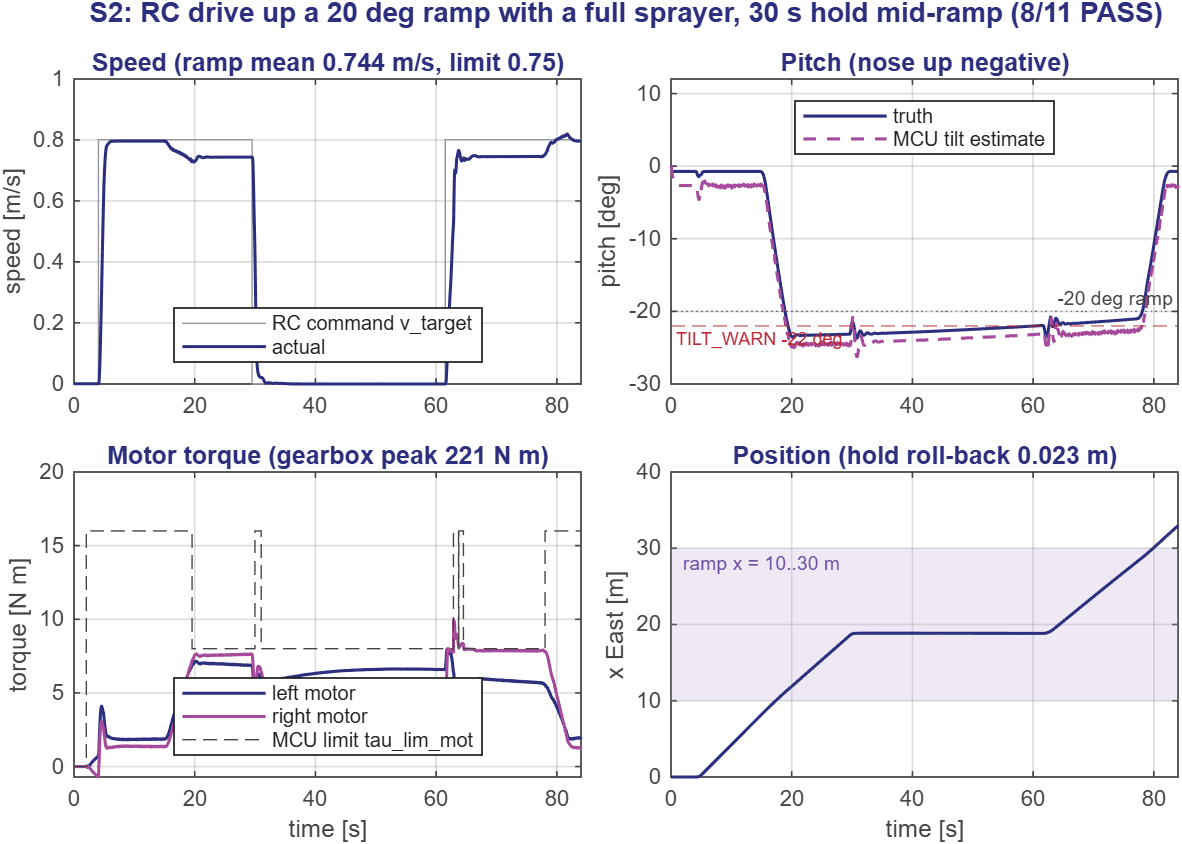 S2: RC drive up a 20 deg ramp with a full sprayer, 30 s hold mid-ramp (8/11 PASS)
Speed (ramp mean 0.744 m/s, limit 0.75)
1
0.8
0.6
0.4
0.2
0
speed [m/s]
RC command v_target
actual
0 20 40 60 80
Pitch (nose up negative)
10
0
-10
-20
-30
pitch [deg]
truth
MCU tilt estimate
-20 deg ramp
TILT_WARN -22 deg
0 20 40 60 80
Motor torque (gearbox peak 221 N m)
20
15
10
5
0
torque [N m]
left motor
right motor
MCU limit tau_lim_mot
0 20 40 60 80
time [s]
Position (hold roll-back 0.023 m)
40
30
20
10
0
x East [m]
ramp x = 10..30 m
0 20 40 60 80
time [s]